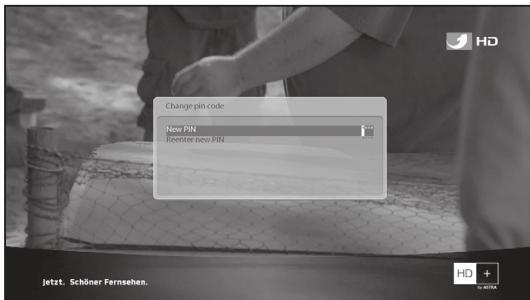 HD
Change pin code
New PIN
Reenter new PIN
Jetzt. Schöner Fernsehen.
HD +
by ASTRA